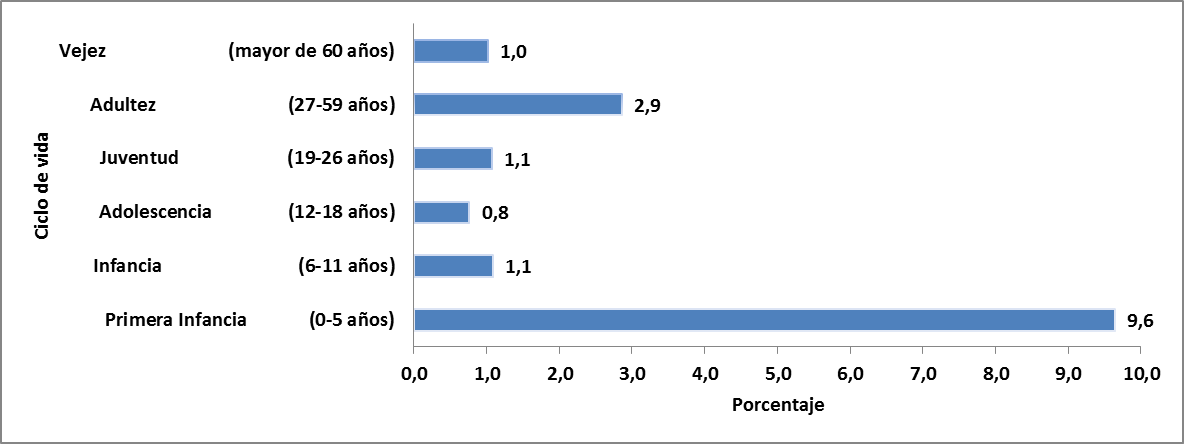 Ciclo de vida
Vejez (mayor de 60 años) 1,0
Adultez (27-59 años) 2,9
Juventud (19-26 años) 1,1
Adolescencia (12-18 años) 0,8
Infancia (6-11 años) 1,1
Primera Infancia (0-5 años) 9,6
0,0 1,0 2,0 3,0 4,0 5,0 6,0 7,0 8,0 9,0 10,0
Porcentaje